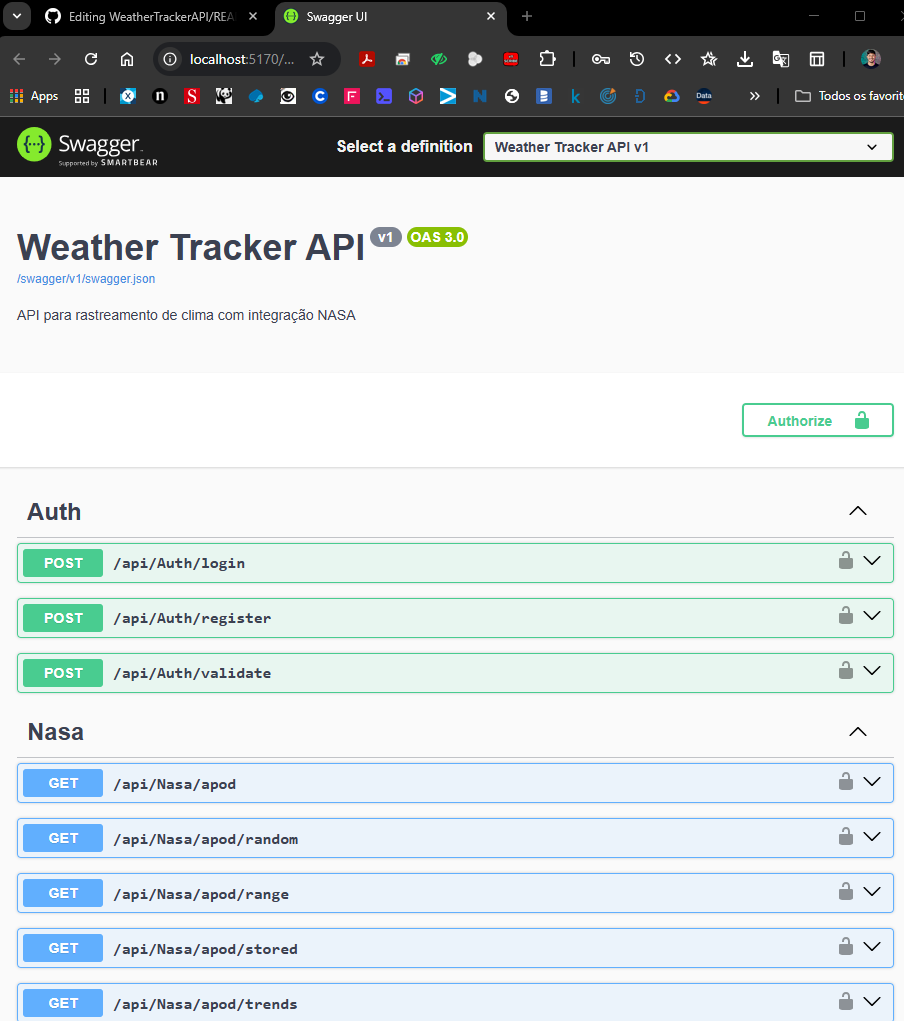 Editing WeatherTrackerAPI/REA
Swagger UI
localhost:5170/...
Apps
Todos os favorit
Swagger
Supported by SMARTBEAR
Select a definition
Weather Tracker API v1
Weather Tracker API v1 OAS 3.0
/swagger/v1/swagger.json
API para rastreamento de clima com integração NASA
Authorize
Auth
POST /api/Auth/login
POST /api/Auth/register
POST /api/Auth/validate
Nasa
GET /api/Nasa/apod
GET /api/Nasa/apod/random
GET /api/Nasa/apod/range
GET /api/Nasa/apod/stored
GET /api/Nasa/apod/trends